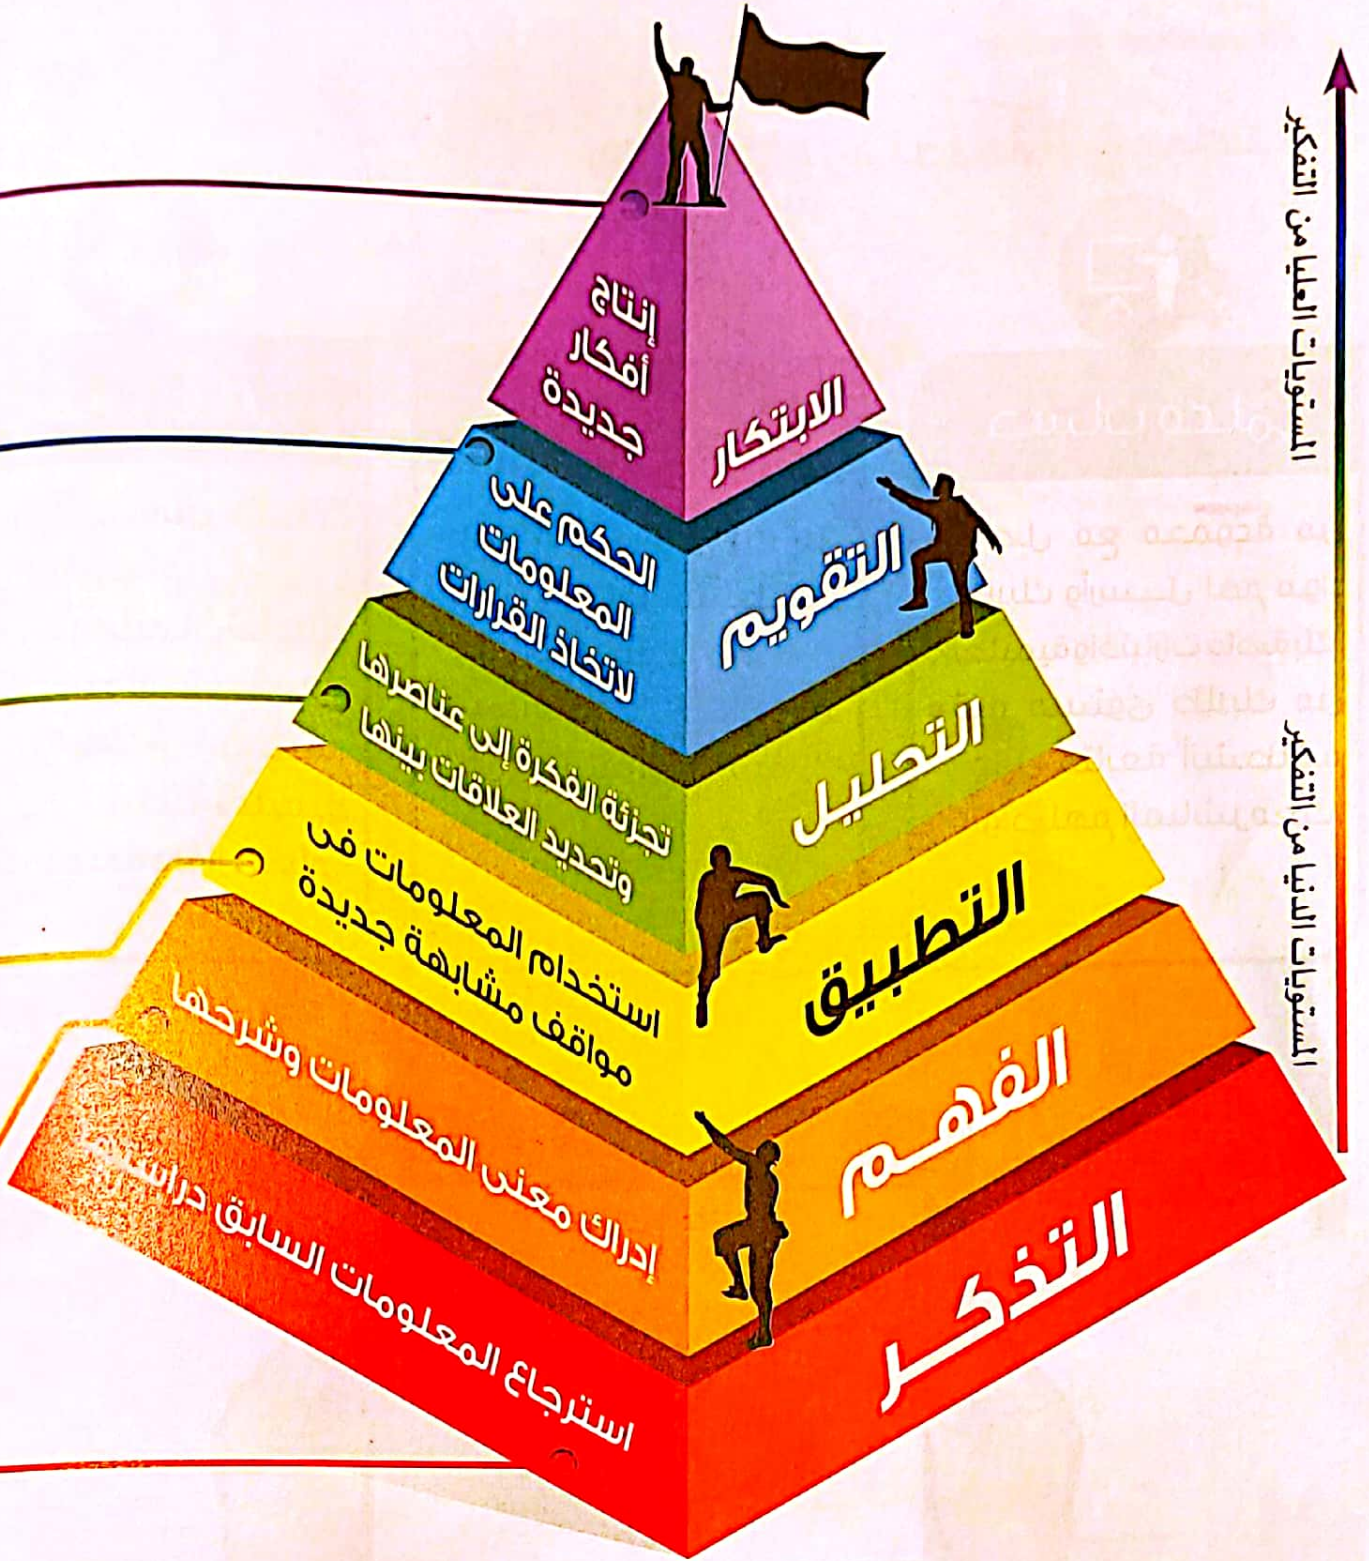 المستويات العليا من التفكير
المستويات الدنيا من التفكير
الابتكار
إنتاج
أفكار
جديدة
التقويم
الحكم على
المعلومات
لاتخاذ القرارات
التحليل
تجزئة الفكرة إلى عناصرها
وتحديد العلاقات بينها
التطبيق
استخدام المعلومات فى
مواقف مشابهة جديدة
الفهم
إدراك معنى المعلومات وشرحها
التذكر
استرجاع المعلومات السابق دراستها